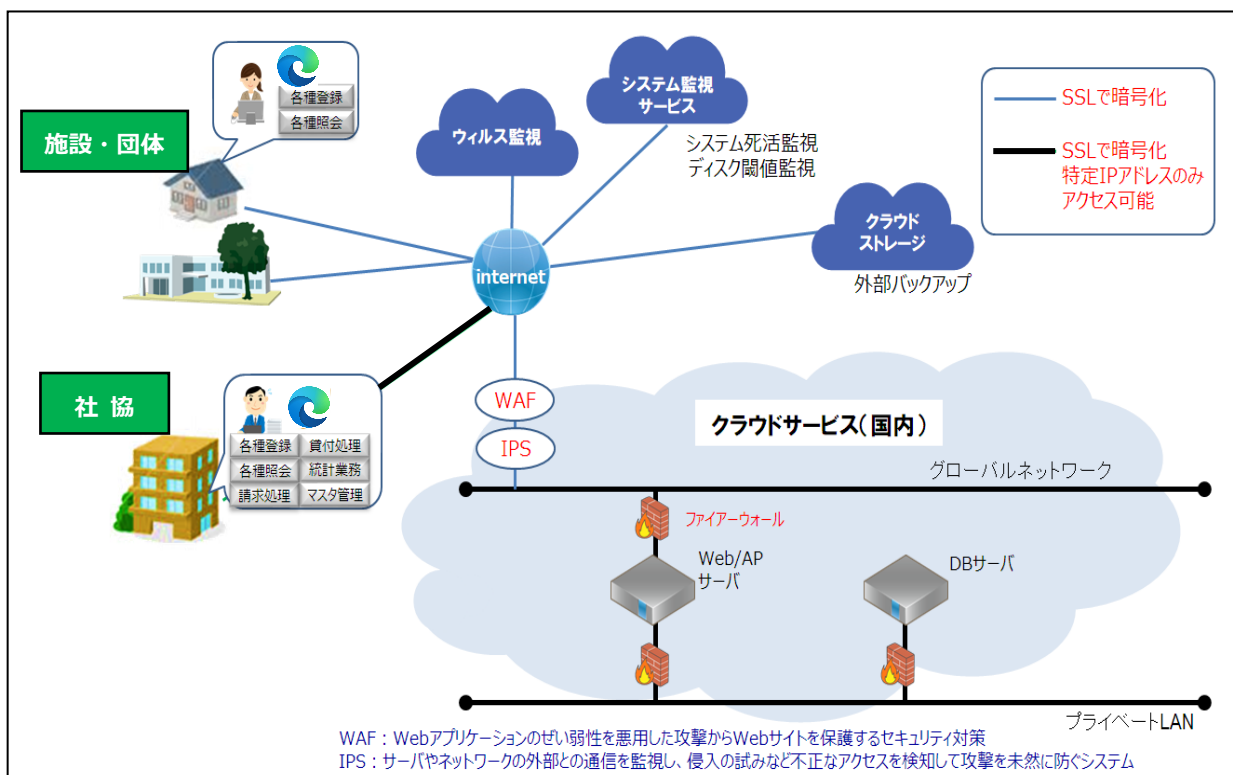 施設・団体
各種登録
各種照会
ウィルス監視
システム監視
サービス
システム死活監視
ディスク閾値監視
クラウド
ストレージ
外部バックアップ
SSLで暗号化
SSLで暗号化
特定IPアドレスのみ
アクセス可能
internet
社 協
各種登録 貸付処理
各種照会 統計業務
請求処理 マスタ管理
WAF
IPS
クラウドサービス(国内)
グローバルネットワーク
ファイアーウォール
Web/AP
サーバ
DBサーバ
プライベートLAN
WAF：Webアプリケーションのぜい弱性を悪用した攻撃からWebサイトを保護するセキュリティ対策
IPS：サーバやネットワークの外部との通信を監視し、侵入の試みなど不正なアクセスを検知して攻撃を未然に防ぐシステム